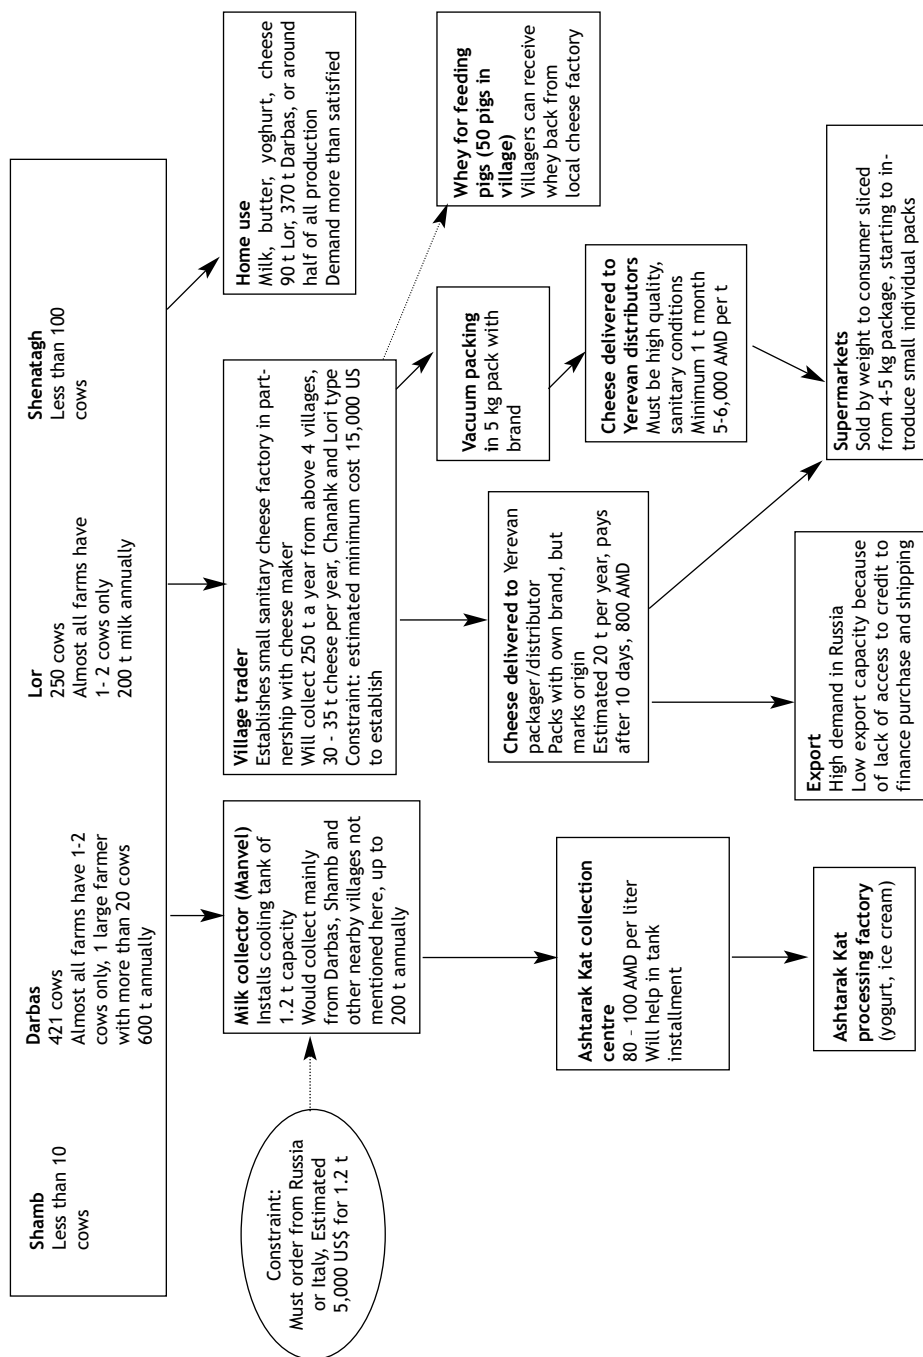 Shamb
Less than 10
cows
Darbas
421 cows
Almost all farms have 1-2
cows only, 1 large farmer
with more than 20 cows
600 t annually
Lor
250 cows
Almost all farms have
1- 2 cows only
200 t milk annually
Shenatagh
Less than 100
cows
Constraint:
Must order from Russia
or Italy, Estimated
5,000 US$ for 1.2 t
Milk collector (Manvel)
Installs cooling tank of
1.2 t capacity
Would collect mainly
from Darbas, Shamb and
other nearby villages not
mentioned here, up to
200 t annually
Village trader
Establishes small sanitary cheese factory in part-
nership with cheese maker
Will collect 250 t a year from above 4 villages,
30 - 35 t cheese per year, Chanahk and Lori type
Constraint: estimated minimum cost 15,000 US
to establish
Home use
Milk, butter, yoghurt, cheese
90 t Lor, 370 t Darbas, or around
half of all production
Demand more than satisfied
Whey for feeding
pigs (50 pigs in
village)
Villagers can receive
whey back from
local cheese factory
Vacuum packing
in 5 kg pack with
brand
Cheese delivered to Yerevan
packager/distributor
Packs with own brand, but
marks origin
Estimated 20 t per year, pays
after 10 days, 800 AMD
Cheese delivered to
Yerevan distributors
Must be high quality,
sanitary conditions
Minimum 1 t month
5-6,000 AMD per t
Ashtarak Kat collection
centre
80 - 100 AMD per liter
Will help in tank
installment
Ashtarak Kat
processing factory
(yogurt, ice cream)
Export
High demand in Russia
Low export capacity because
of lack of access to credit to
finance purchase and shipping
Supermarkets
Sold by weight to consumer sliced
from 4-5 kg package, starting to in-
troduce small individual packs